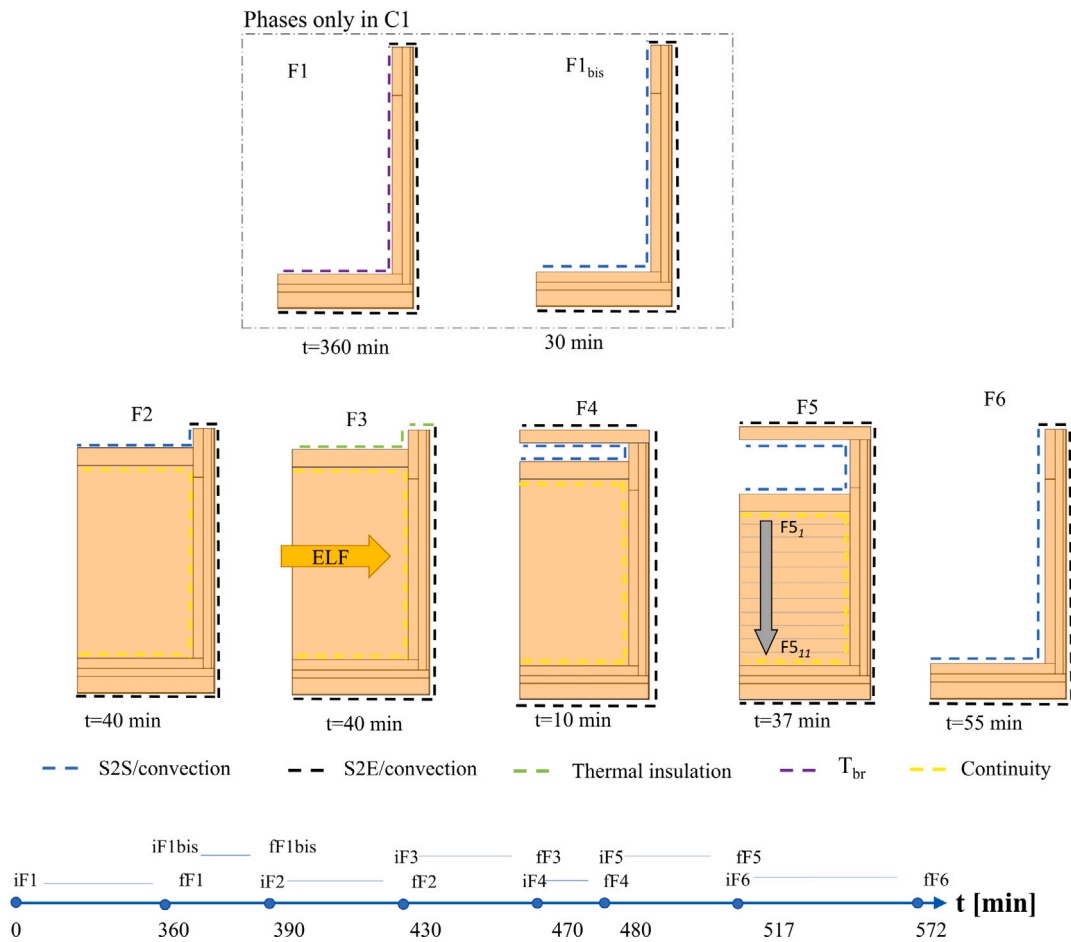 Phases only in C1
F1
F1bis
t=360 min
30 min
F2
F3
F4
F5
F6
ELF
F51
F511
t=40 min
t=40 min
t=10 min
t=37 min
t=55 min
S2S/convection
S2E/convection
Thermal insulation
Tbr
Continuity
iF1bis
fF1bis
iF3
fF3
iF5
fF5
iF1
fF1
iF2
fF2
iF4
fF4
iF6
fF6
t [min]
0
360
390
430
470
480
517
572